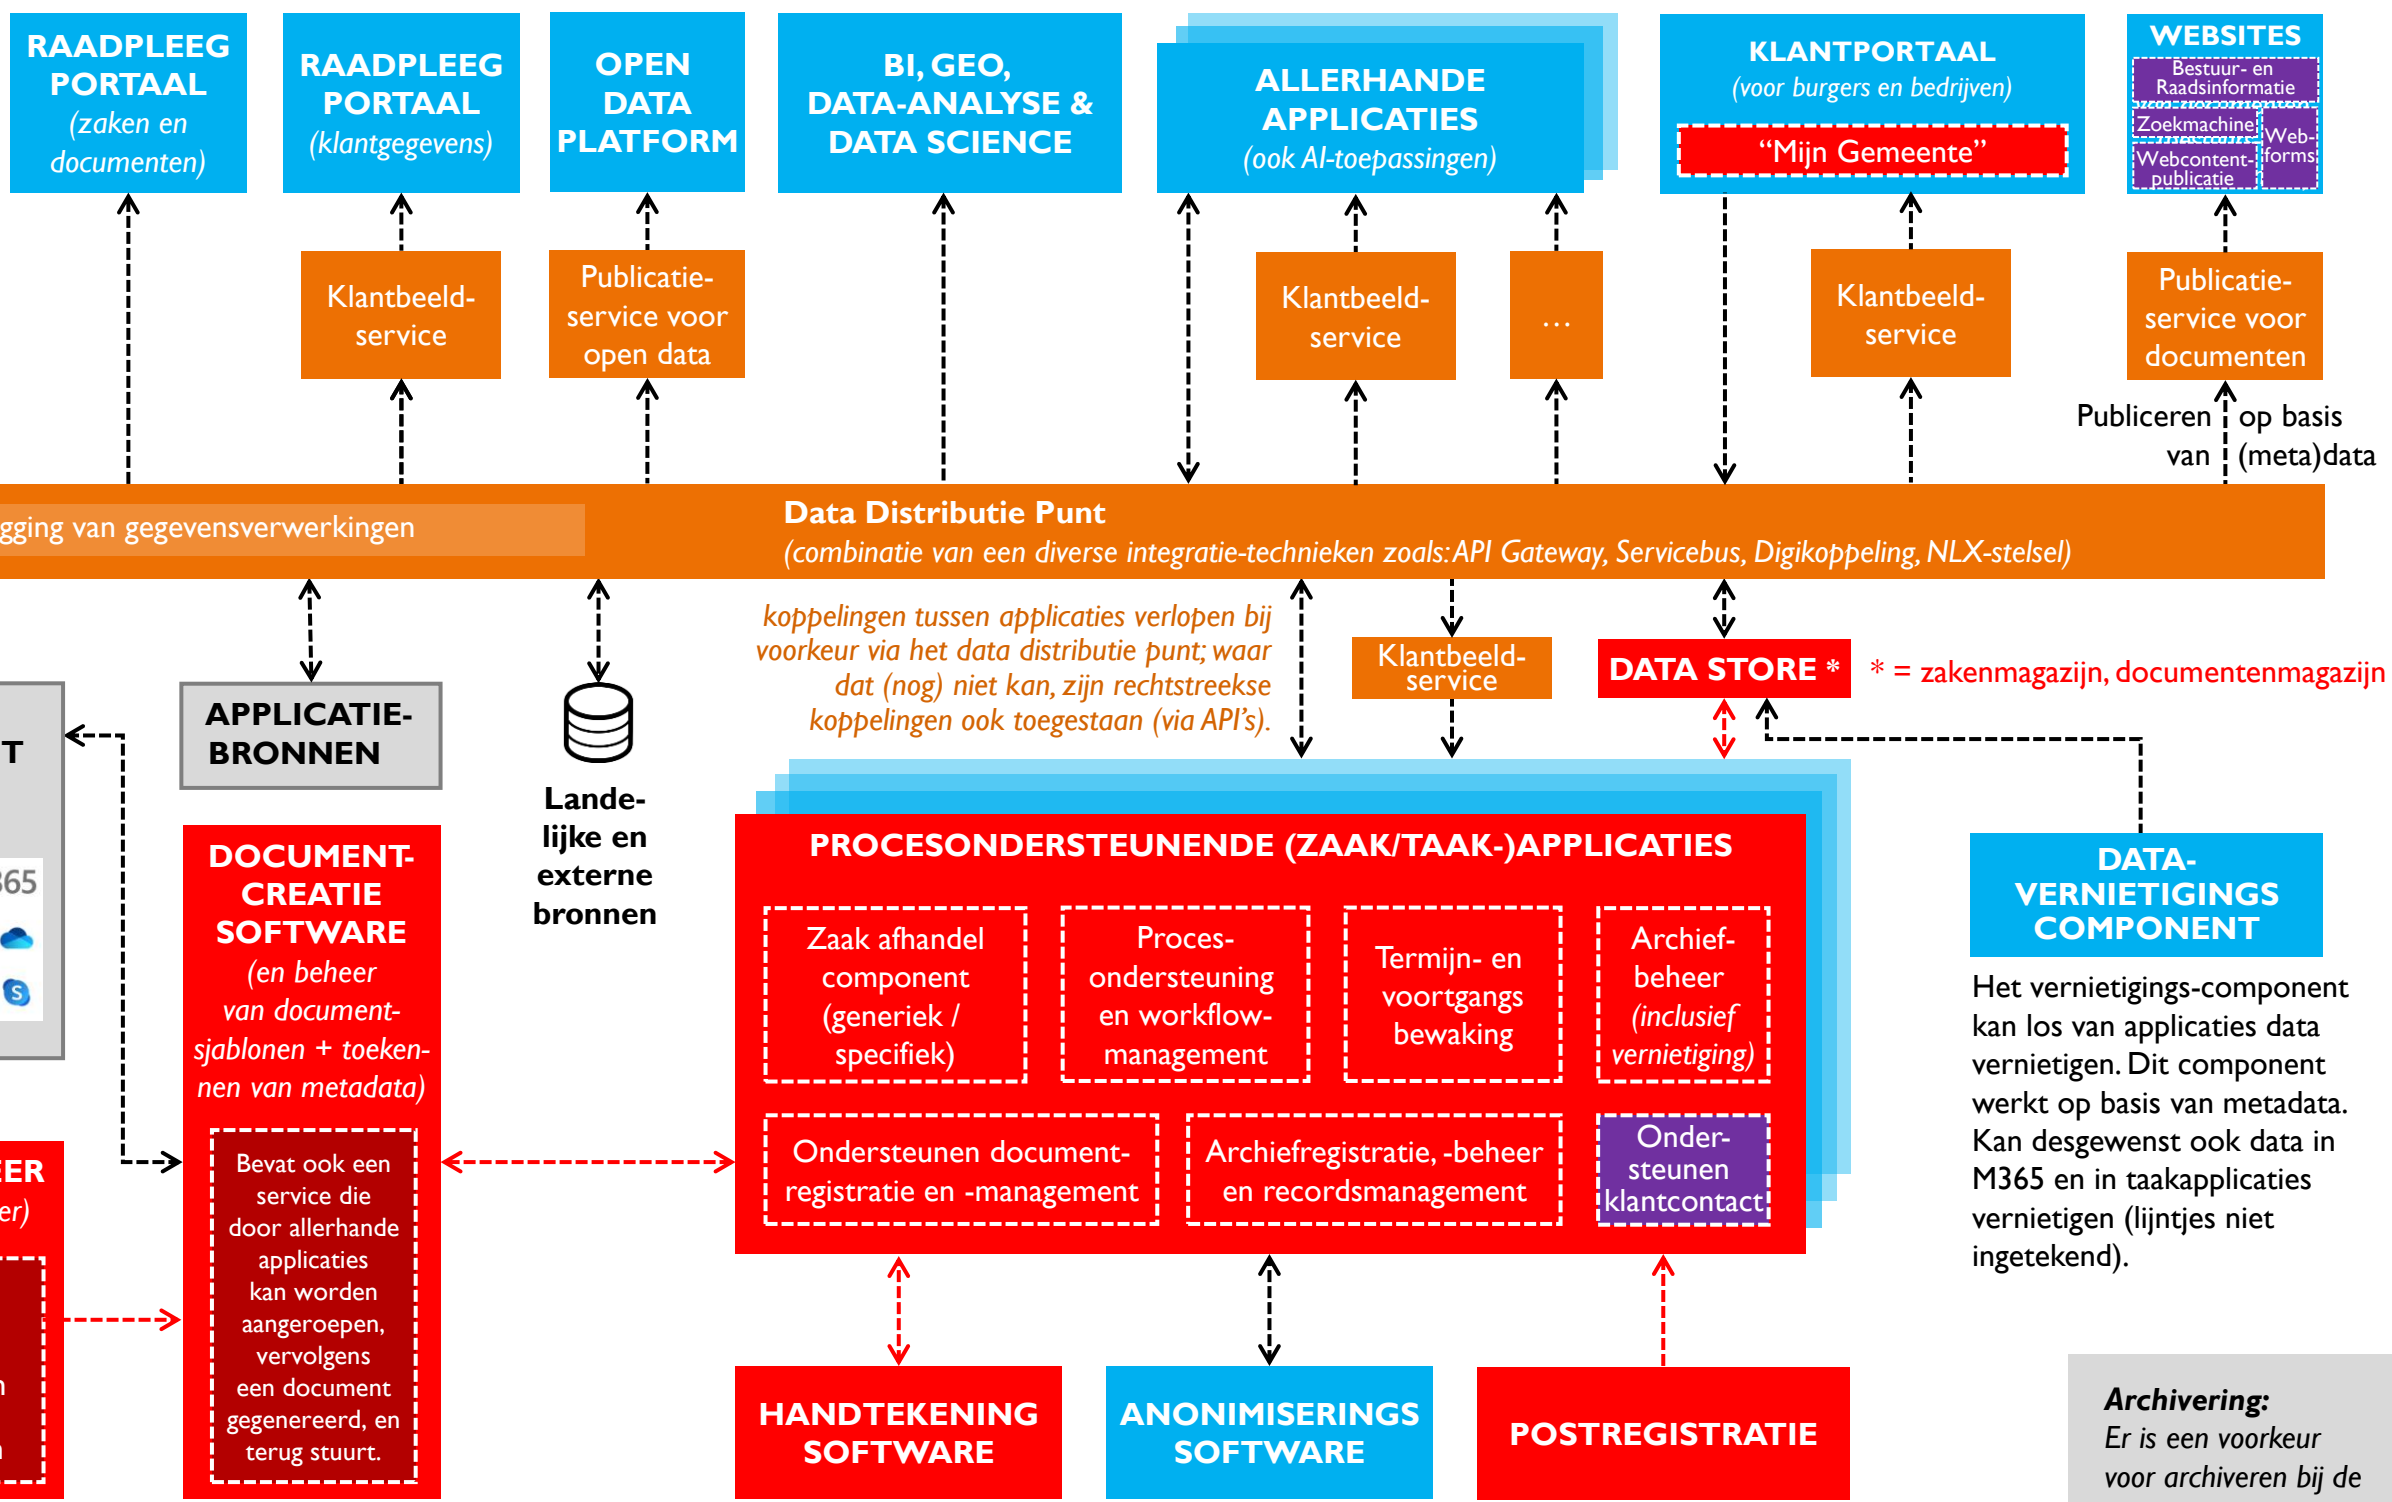 RAADPLEEG
PORTAAL
(zaken en
documenten)
RAADPLEEG
PORTAAL
(klantgegevens)
OPEN
DATA
PLATFORM
BI, GEO,
DATA-ANALYSE &
DATA SCIENCE
ALLERHANDE
APPLICATIES
(ook AI-toepassingen)
KLANTPORTAAL
(voor burgers en bedrijven)
“Mijn Gemeente”
WEBSITES
Bestuur- en
Raadsinformatie
Zoekmachine
Web-
forms
Webcontent-
publicatie
Klantbeeld-
service
Publicatie-
service voor
open data
Klantbeeld-
service
...
Klantbeeld-
service
Publicatie-
service voor
documenten
Publiceren op basis
van (meta)data
gging van gegevensverwerkingen
Data Distributie Punt
(combinatie van een diverse integratie-technieken zoals: API Gateway, Servicebus, Digikoppeling, NLX-stelsel)
koppelingen tussen applicaties verlopen bij
voorkeur via het data distributie punt; waar
dat (nog) niet kan, zijn rechtstreekse
koppelingen ook toegestaan (via API’s).
Klantbeeld-
service
DATA STORE *
* = zakenmagazijn, documentenmagazijn
T
365
APPLICATIE-
BRONNEN
Lande-
lijke en
externe
bronnen
DOCUMENT-
CREATIE
SOFTWARE
(en beheer
van document-
sjablonen + toeken-
nen van metadata)
Bevat ook een
service die
door allerhande
applicaties
kan worden
aangeroepen,
vervolgens
een document
gegenereerd, en
terug stuurt.
EER
er)
n
n
PROCESONDERSTEUNENDE (ZAAK/TAAK-)APPLICATIES
Zaak afhandel
component
(generiek /
specifiek)
Proces-
ondersteuning
en workflow-
management
Termijn- en
voortgangs
bewaking
Archief-
beheer
(inclusief
vernietiging)
Ondersteunen document-
registratie en -management
Archiefregistratie, -beheer
en recordsmanagement
Onder-
steunen
klantcontact
DATA-
VERNIETIGINGS
COMPONENT
Het vernietigings-component
kan los van applicaties data
vernietigen. Dit component
werkt op basis van metadata.
Kan desgewenst ook data in
M365 en in taakapplicaties
vernietigen (lijntjes niet
ingetekend).
HANDTEKENING
SOFTWARE
ANONIMISERINGS
SOFTWARE
POSTREGISTRATIE
Archivering:
Er is een voorkeur
voor archiveren bij de